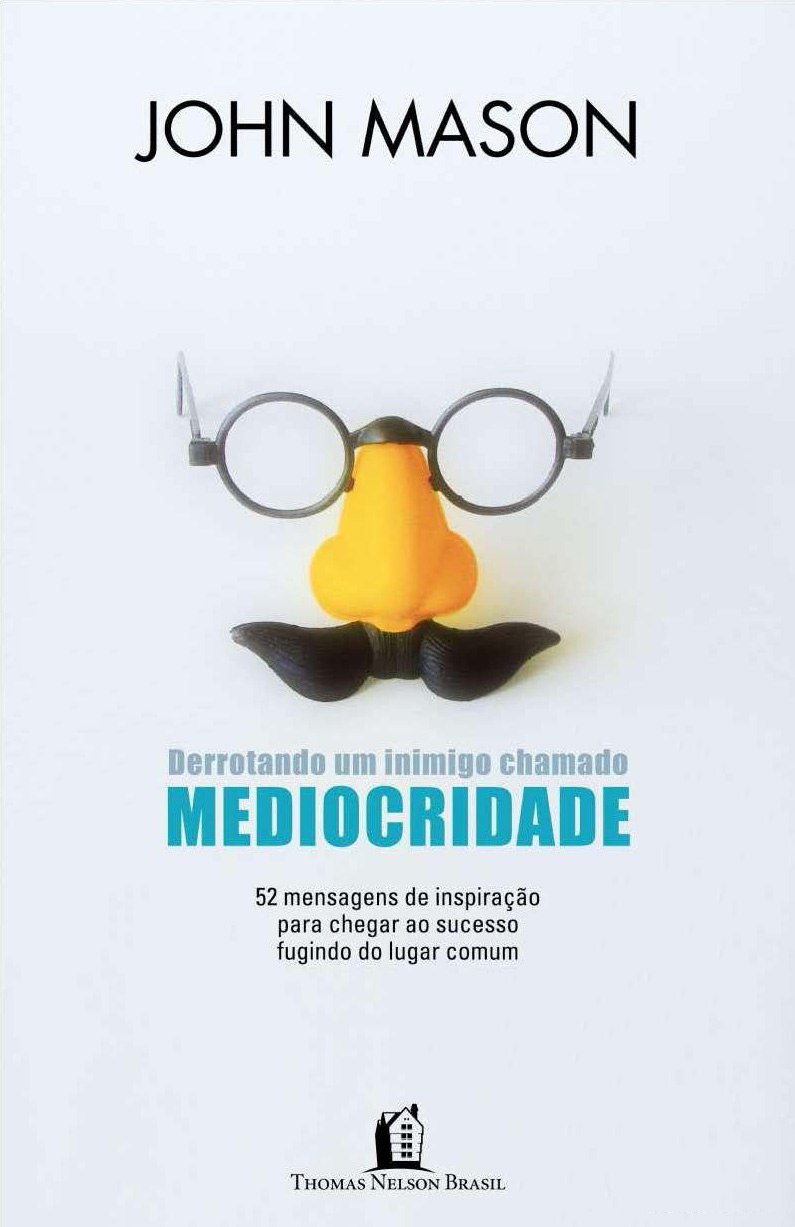 JOHN MASON
Derrotando um inimigo chamado
MEDIOCRIDADE
52 mensagens de inspiração
para chegar ao sucesso
fugindo do lugar comum
THOMAS NELSON BRASIL